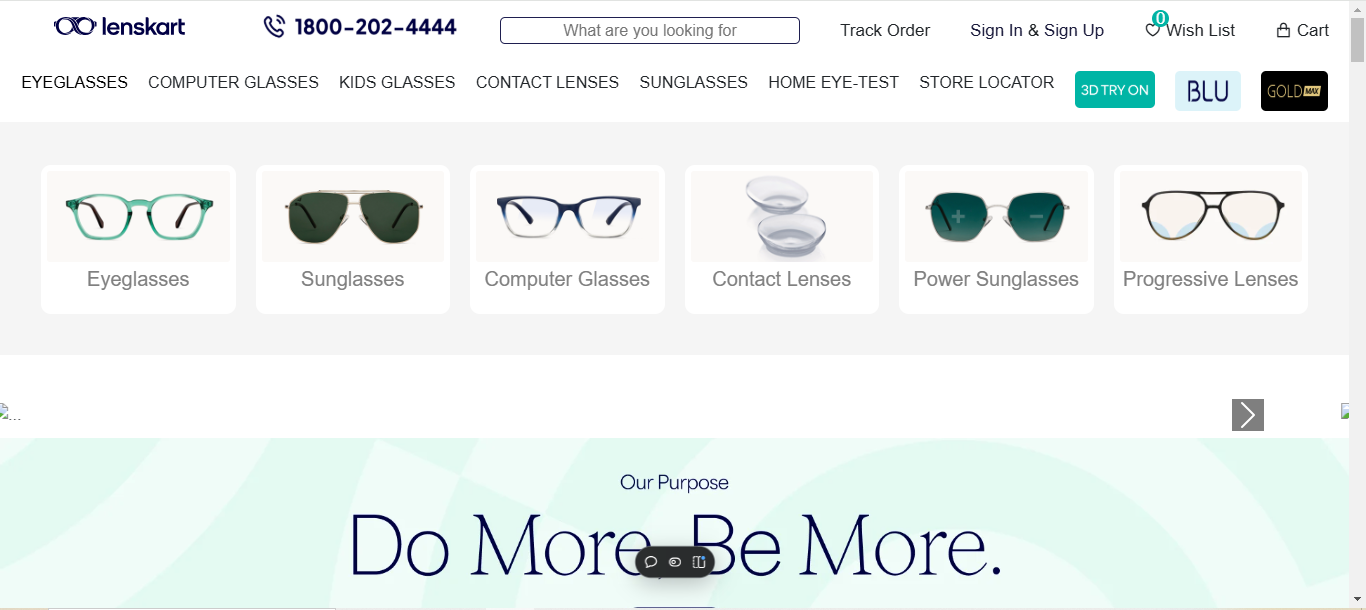 lenskart 1800-202-4444 What are you looking for Track Order Sign In & Sign Up 0 Wish List Cart
EYEGLASSES COMPUTER GLASSES KIDS GLASSES CONTACT LENSES SUNGLASSES HOME EYE-TEST STORE LOCATOR 3D TRY ON BLU GOLD MAX
Eyeglasses Sunglasses Computer Glasses Contact Lenses Power Sunglasses Progressive Lenses
...
Our Purpose
Do More, Be More.